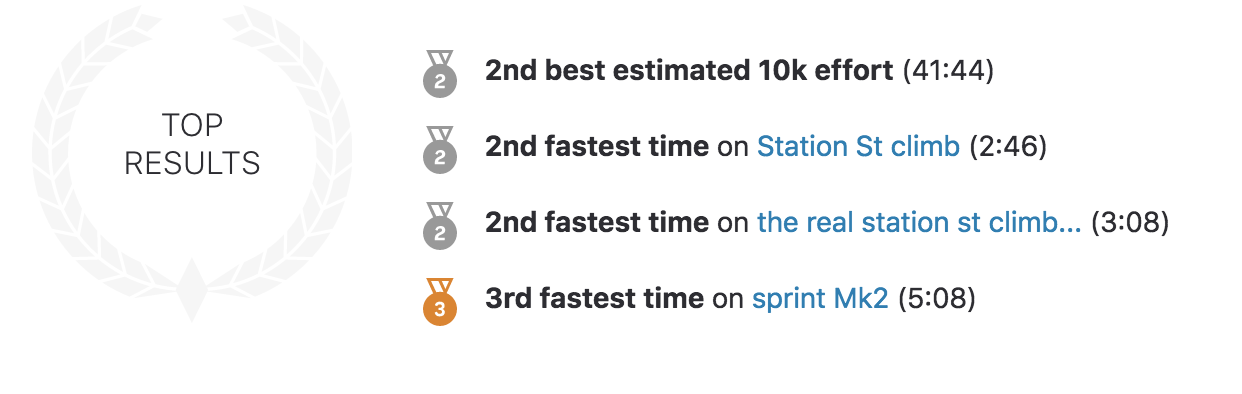 TOP
RESULTS
2 2nd best estimated 10k effort (41:44)
2 2nd fastest time on Station St climb (2:46)
2 2nd fastest time on the real station st climb... (3:08)
3 3rd fastest time on sprint Mk2 (5:08)